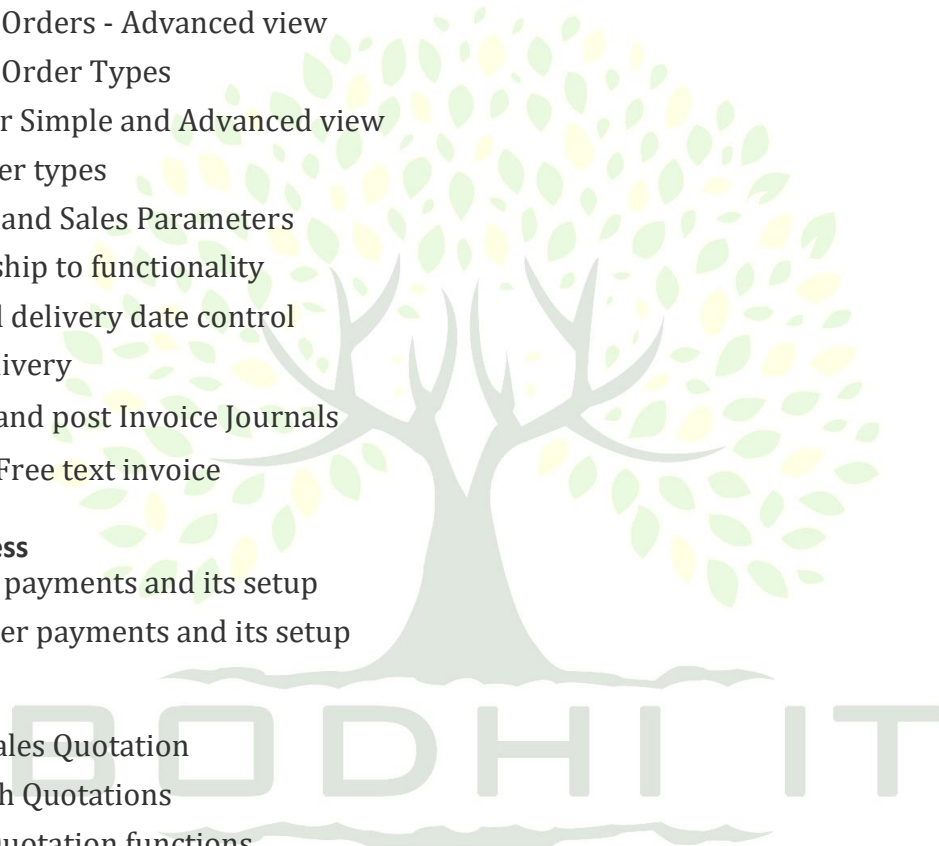 Orders - Advanced view
Order Types
r Simple and Advanced view
er types
and Sales Parameters
ship to functionality
l delivery date control
ivery
and post Invoice Journals
Free text invoice
ess
payments and its setup
er payments and its setup
BODHI IT
ales Quotation
h Quotations
uotation functions